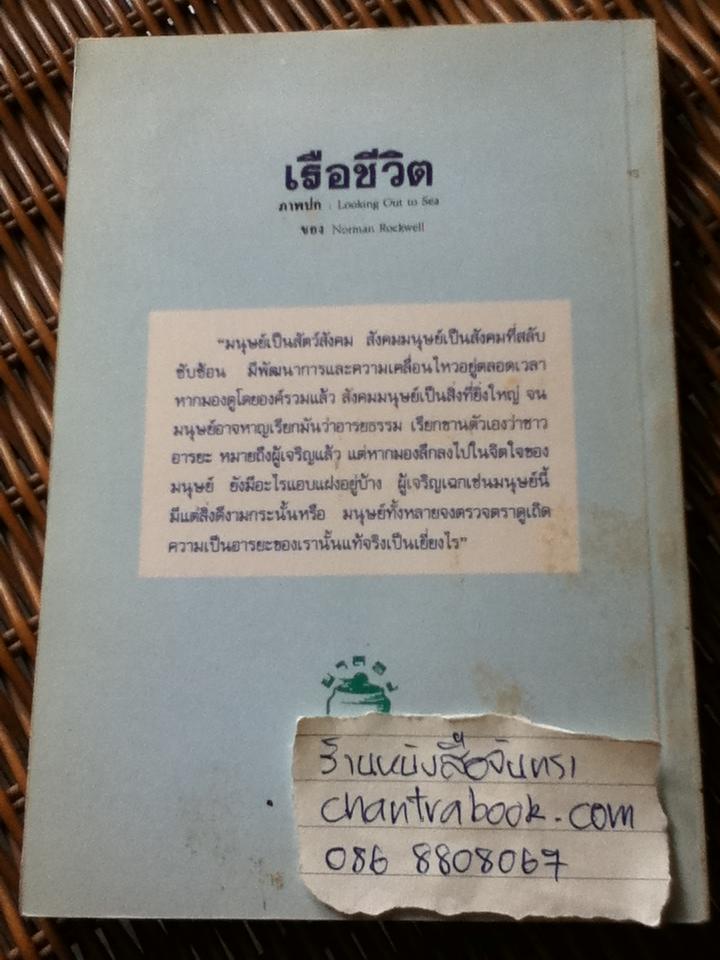 เรือชีวิต
ภาพปก : Looking Out to Sea
ของ Norman Rockwell
"มนุษย์เป็นสัตว์สังคม สังคมมนุษย์เป็นสังคมที่สลับ
ซับซ้อน มีพัฒนาการและความเคลื่อนไหวอยู่ตลอดเวลา
หากมองดูโดยองค์รวมแล้ว สังคมมนุษย์เป็นสิ่งที่ยิ่งใหญ่ จน
มนุษย์อาจหาญเรียกมันว่าอารยธรรม เรียกขานตัวเองว่าชาว
อารยะ หมายถึงผู้เจริญแล้ว แต่หากมองลึกลงไปในจิตใจของ
มนุษย์ ยังมีอะไรแอบแฝงอยู่บ้าง ผู้เจริญเฉกเช่นมนุษย์นี้
มีแต่สิ่งดีงามกระนั้นหรือ มนุษย์ทั้งหลายจงตรวจตราดูเถิด
ความเป็นอารยะของเรานั้นแท้จริงเป็นเยี่ยงไร"
ร้านหนังสือจันทรา
chantrabook.com
086 8808067